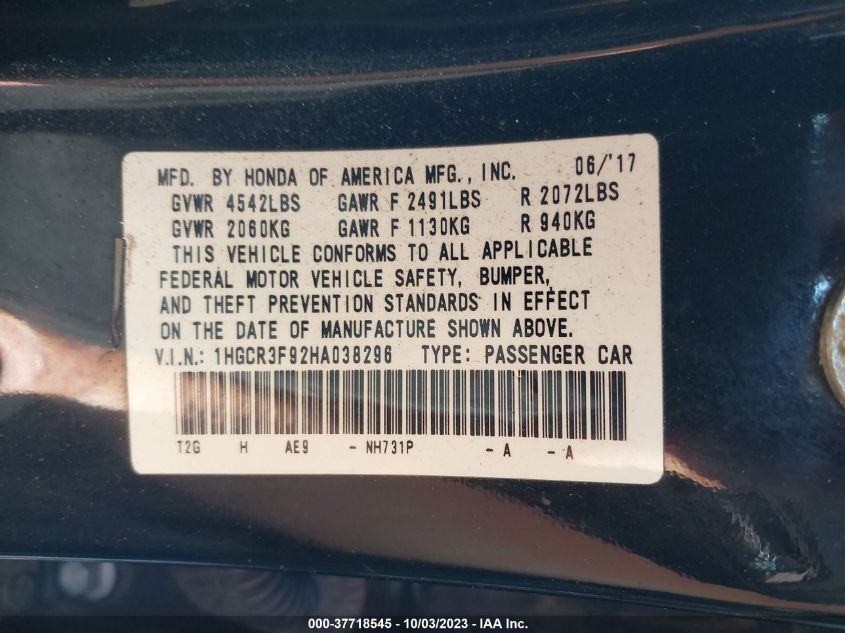 MFD. BY HONDA OF AMERICA MFG., INC. 06/'17
GVWR 4542LBS GAWR F 2491LBS R 2072LBS
GVWR 2060KG GAWR F 1130KG R 940KG
THIS VEHICLE CONFORMS TO ALL APPLICABLE
FEDERAL MOTOR VEHICLE SAFETY, BUMPER,
AND THEFT PREVENTION STANDARDS IN EFFECT
ON THE DATE OF MANUFACTURE SHOWN ABOVE.
V.I.N.: 1HGCR3F92HA038296 TYPE: PASSENGER CAR
T2G H AE9 - NH731P - A - A
000-37718545 - 10/03/2023 - IAA Inc.